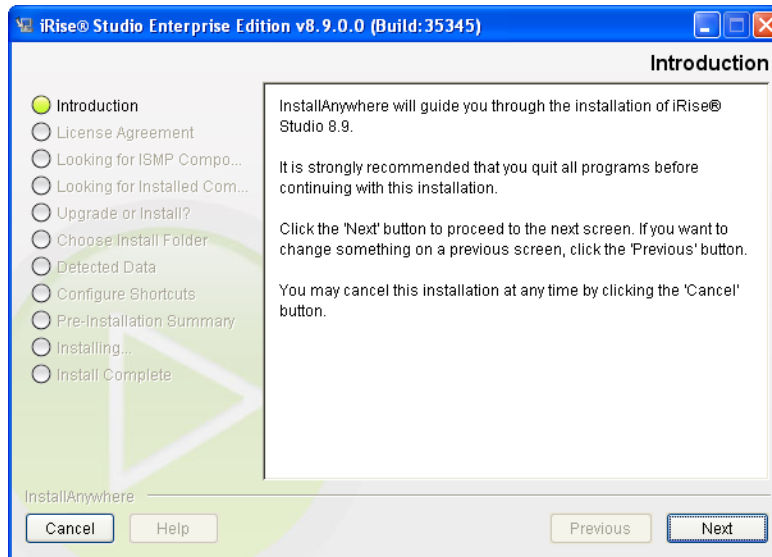 iRise® Studio Enterprise Edition v8.9.0.0 (Build:35345)
Introduction
Introduction
License Agreement
Looking for ISMP Compo...
Looking for Installed Com...
Upgrade or Install?
Choose Install Folder
Detected Data
Configure Shortcuts
Pre-Installation Summary
Installing...
Install Complete
InstallAnywhere will guide you through the installation of iRise®
Studio 8.9.
It is strongly recommended that you quit all programs before
continuing with this installation.
Click the 'Next' button to proceed to the next screen. If you want to
change something on a previous screen, click the 'Previous' button.
You may cancel this installation at any time by clicking the 'Cancel'
button.
InstallAnywhere
Cancel Help Previous Next